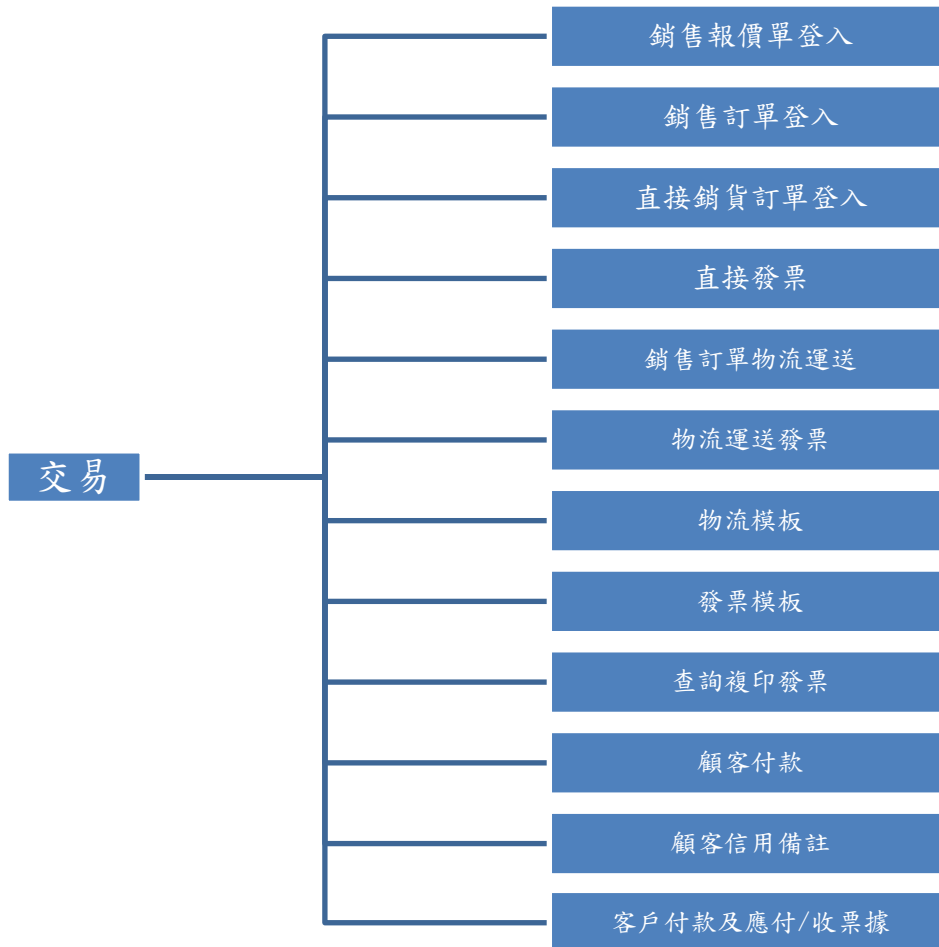 銷售報價單登入
銷售訂單登入
直接銷貨訂單登入
直接發票
銷售訂單物流運送
物流運送發票
交易
物流模板
發票模板
查詢複印發票
顧客付款
顧客信用備註
客戶付款及應付/收票據